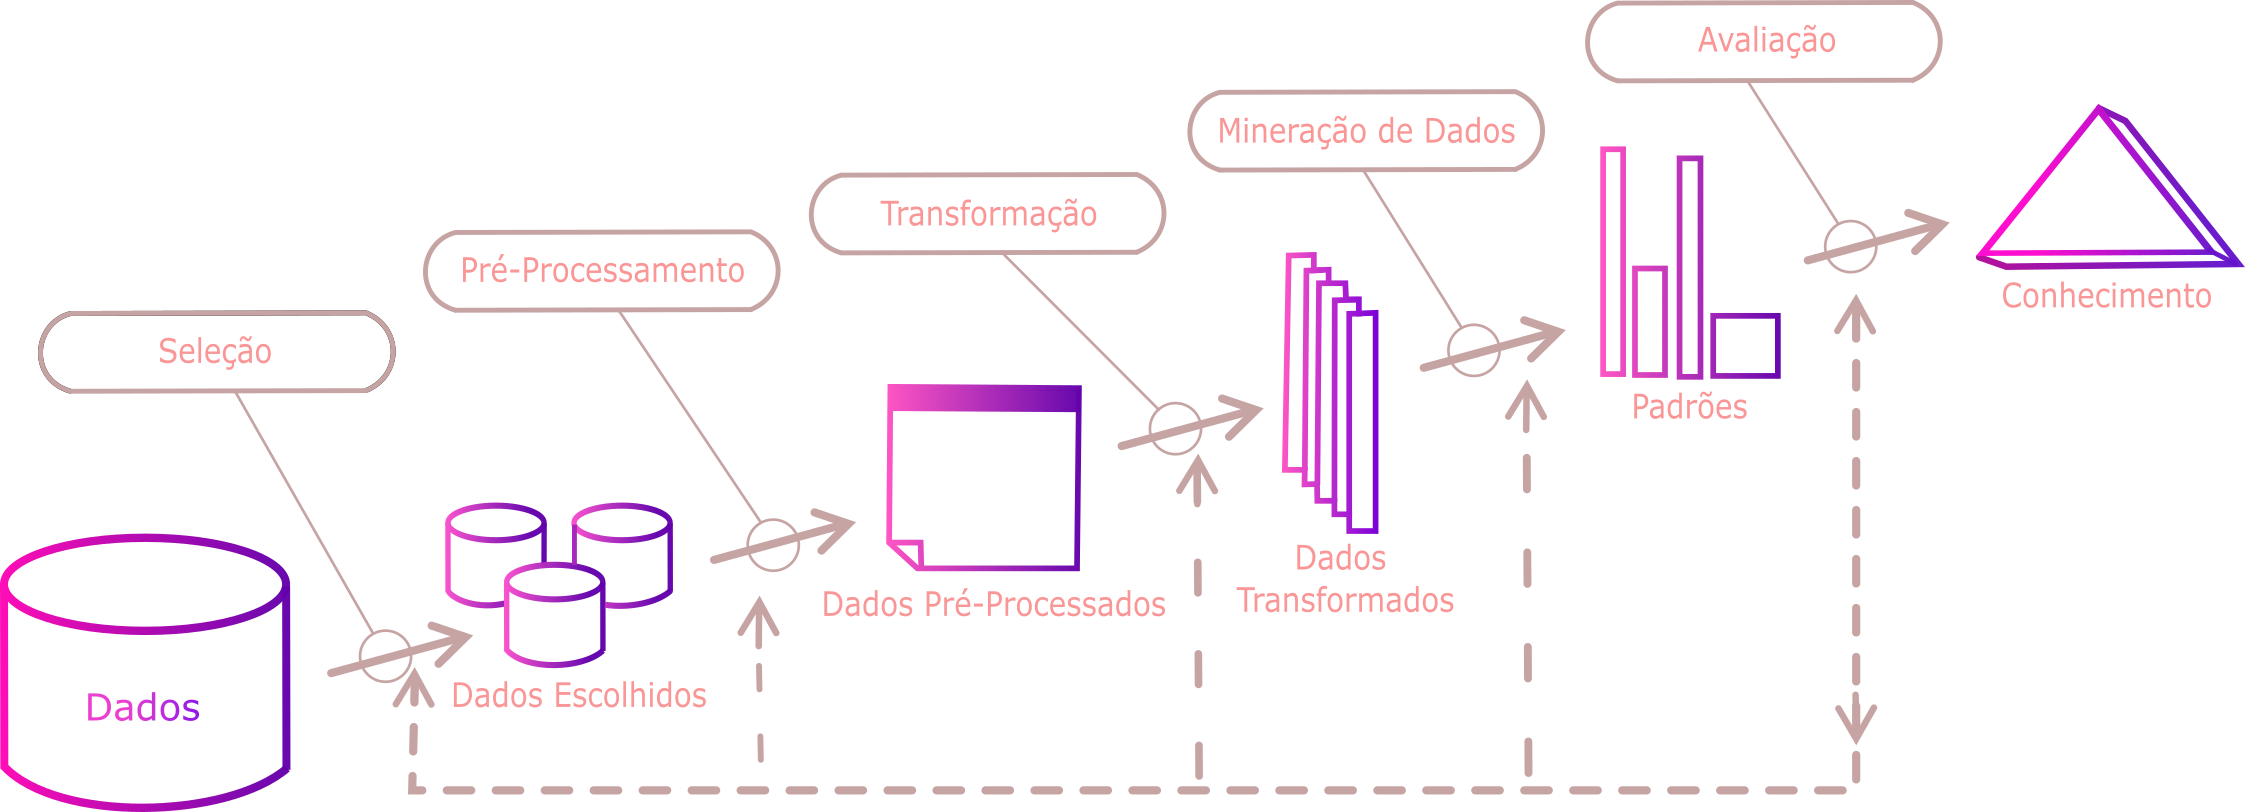 Avaliação
Mineração de Dados
Transformação
Pré-Processamento
Seleção
Dados
Dados Escolhidos
Dados Pré-Processados
Dados
Transformados
Padrões
Conhecimento